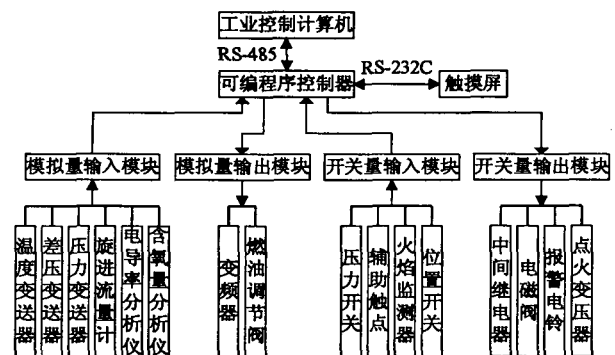 工业控制计算机
RS-485
RS-232C
可编程序控制器
触摸屏
模拟量输入模块
模拟量输出模块
开关量输入模块
开关量输出模块
温度变送器
差压变送器
压力变送器
旋进流量计
电导率分析仪
含氧量分析仪
变频器
燃油调节阀
压力开关
辅助触点
火焰监测器
位置开关
中间继电器
电磁阀
报警电铃
点火变压器